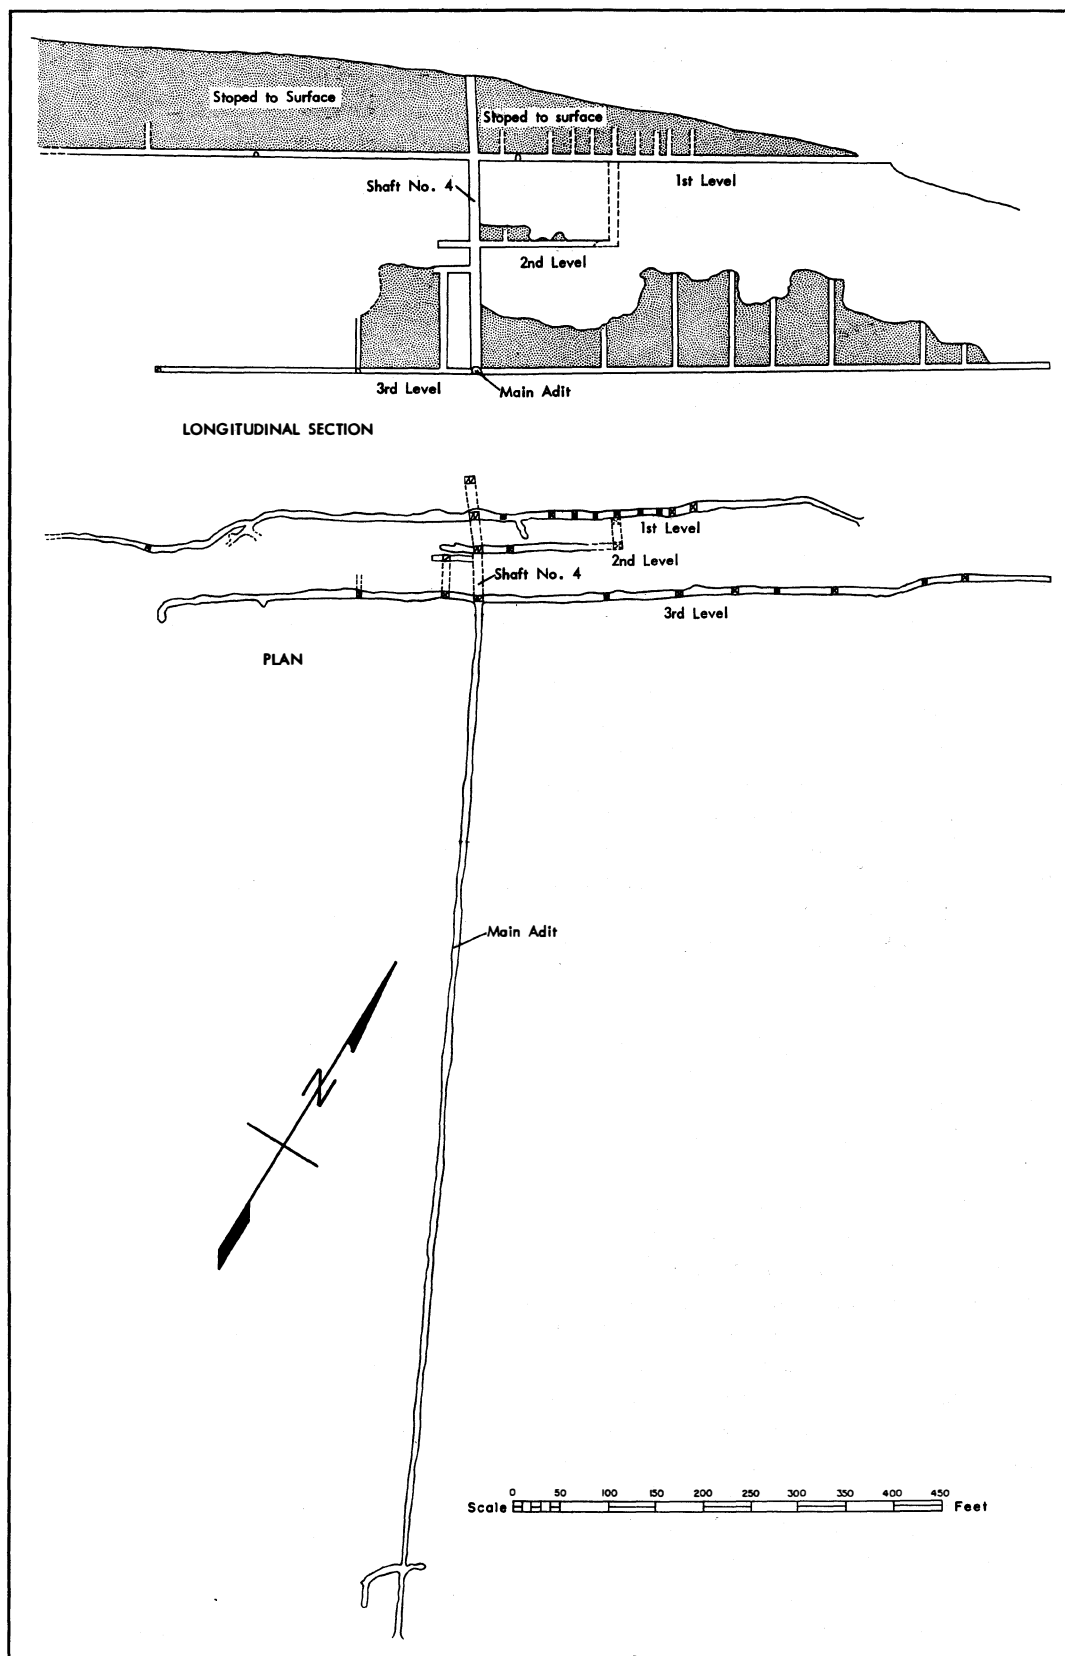 Stoped to Surface
Stoped to surface
Shaft No. 4
1st Level
2nd Level
3rd Level
Main Adit
LONGITUDINAL SECTION
1st Level
2nd Level
Shaft No. 4
3rd Level
PLAN
Main Adit
N
0 50 100 150 200 250 300 350 400 450
Scale Feet